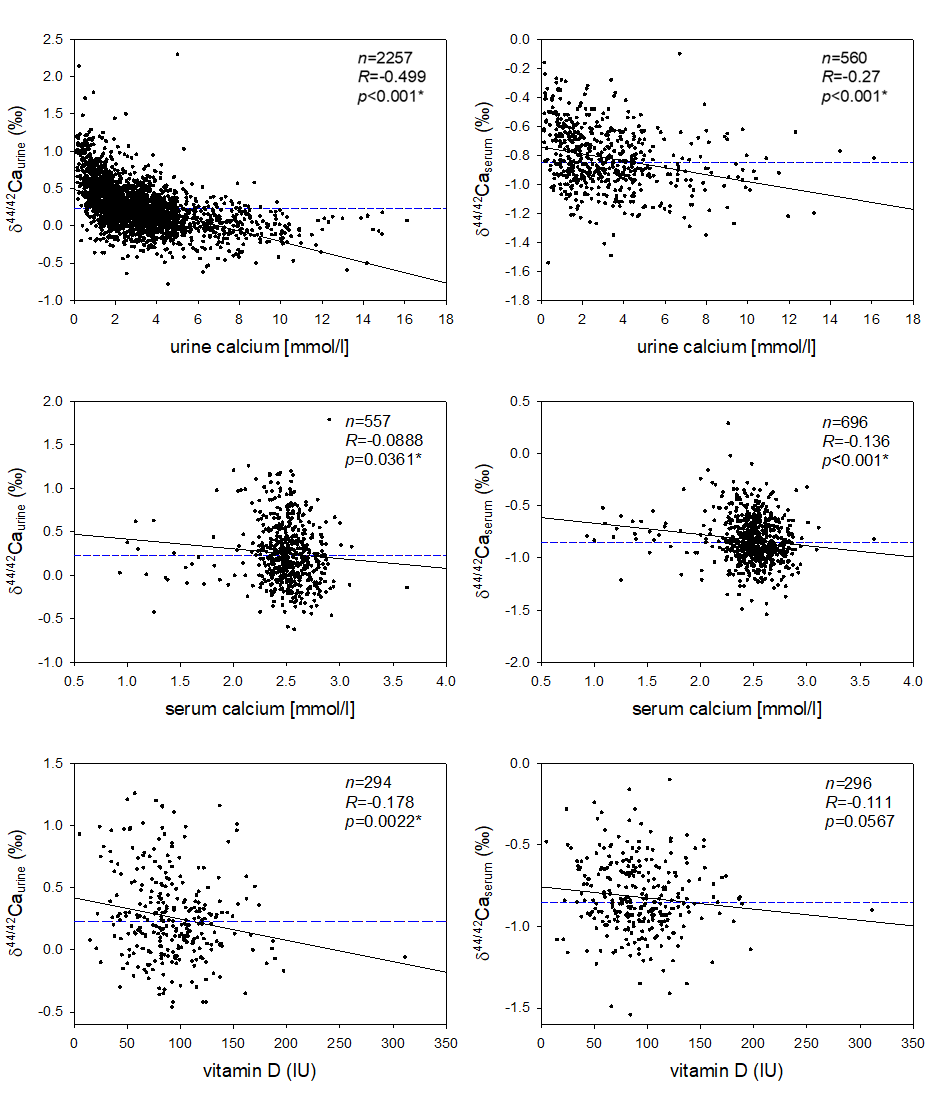 2.5
2.0
1.5
1.0
0.5
0.0
-0.5
-1.0
δ44/42Caurine (‰)
n=2257
R=-0.499
p<0.001*
0 2 4 6 8 10 12 14 16 18
urine calcium [mmol/l]
0.0
-0.2
-0.4
-0.6
-0.8
-1.0
-1.2
-1.4
-1.6
-1.8
δ44/42Caserum (‰)
n=560
R=-0.27
p<0.001*
0 2 4 6 8 10 12 14 16 18
urine calcium [mmol/l]
2.0
1.5
1.0
0.5
0.0
-0.5
-1.0
δ44/42Caurine (‰)
n=557
R=-0.0888
p=0.0361*
0.5 1.0 1.5 2.0 2.5 3.0 3.5 4.0
serum calcium [mmol/l]
0.5
0.0
-0.5
-1.0
-1.5
-2.0
δ44/42Caserum (‰)
n=696
R=-0.136
p<0.001*
0.5 1.0 1.5 2.0 2.5 3.0 3.5 4.0
serum calcium [mmol/l]
1.5
1.0
0.5
0.0
-0.5
δ44/42Caurine (‰)
n=294
R=-0.178
p=0.0022*
0 50 100 150 200 250 300 350
vitamin D (IU)
0.0
-0.5
-1.0
-1.5
δ44/42Caserum (‰)
n=296
R=-0.111
p=0.0567
0 50 100 150 200 250 300 350
vitamin D (IU)